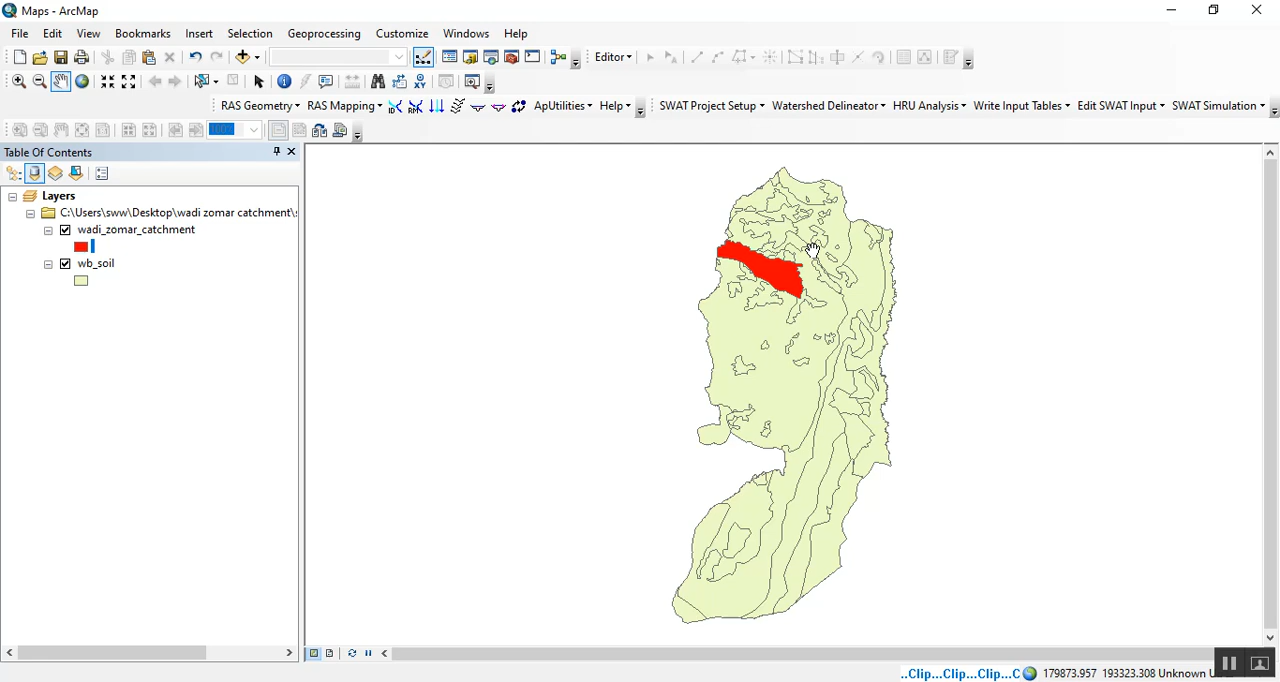 Maps - ArcMap
File Edit View Bookmarks Insert Selection Geoprocessing Customize Windows Help
Editor
RAS Geometry RAS Mapping ApUtilities Help SWAT Project Setup Watershed Delineator HRU Analysis Write Input Tables Edit SWAT Input SWAT Simulation
Table Of Contents
Layers
C:\Users\sww\Desktop\wadi zomar catchment\
wadi_zomar_catchment
wb_soil
..Clip...Clip...Clip...C 179873.957 193323.308 Unknown